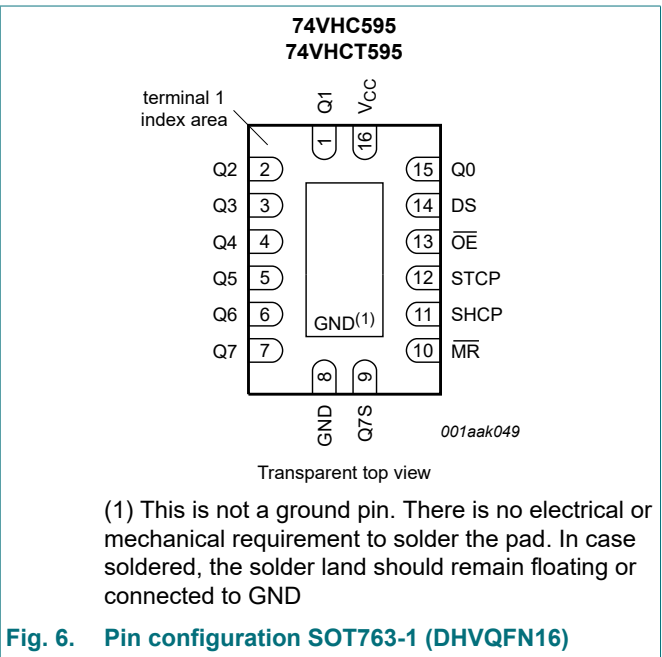 74VHC595
74VHCT595
terminal 1
index area
Q1 VCC
1 16
Q2 2 15 Q0
Q3 3 14 DS
Q4 4 13 O̅E̅
Q5 5 12 STCP
Q6 6 11 SHCP
GND(1)
Q7 7 10 M̅R̅
8 9
GND Q7S
001aak049
Transparent top view
(1) This is not a ground pin. There is no electrical or
mechanical requirement to solder the pad. In case
soldered, the solder land should remain floating or
connected to GND
Fig. 6. Pin configuration SOT763-1 (DHVQFN16)